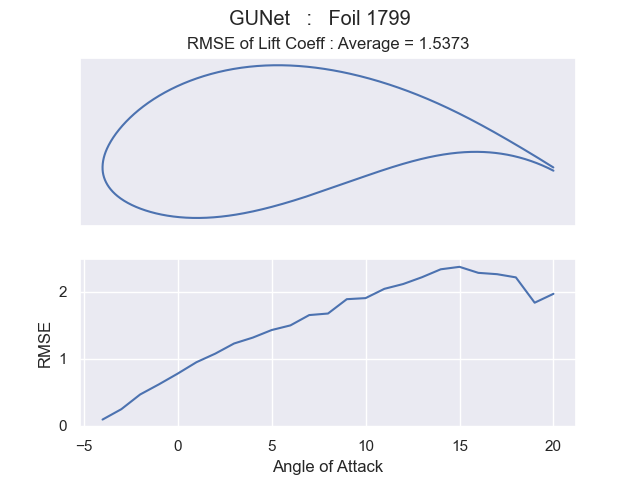 GUNet   :   Foil 1799
RMSE of Lift Coeff : Average = 1.5373
2
1
0
RMSE
−5 0 5 10 15 20
Angle of Attack